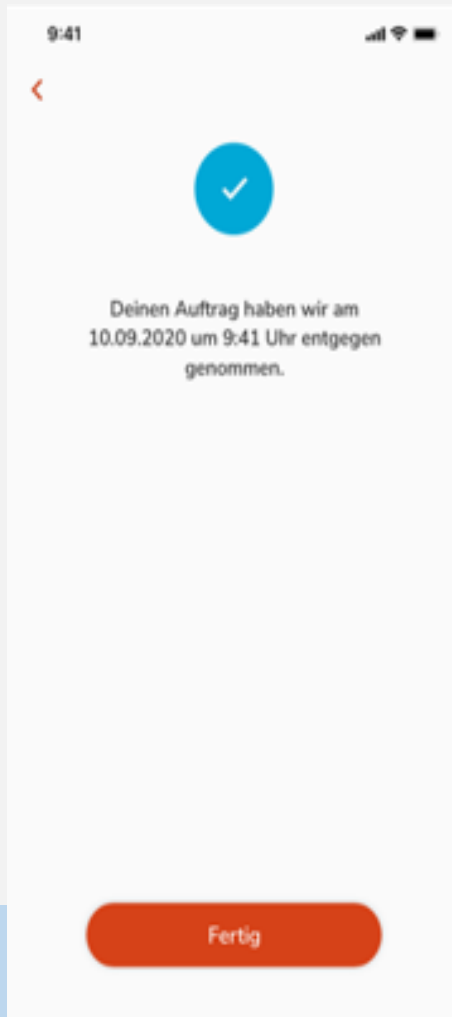 9:41
Deinen Auftrag haben wir am
10.09.2020 um 9:41 Uhr entgegen
genommen.
Fertig